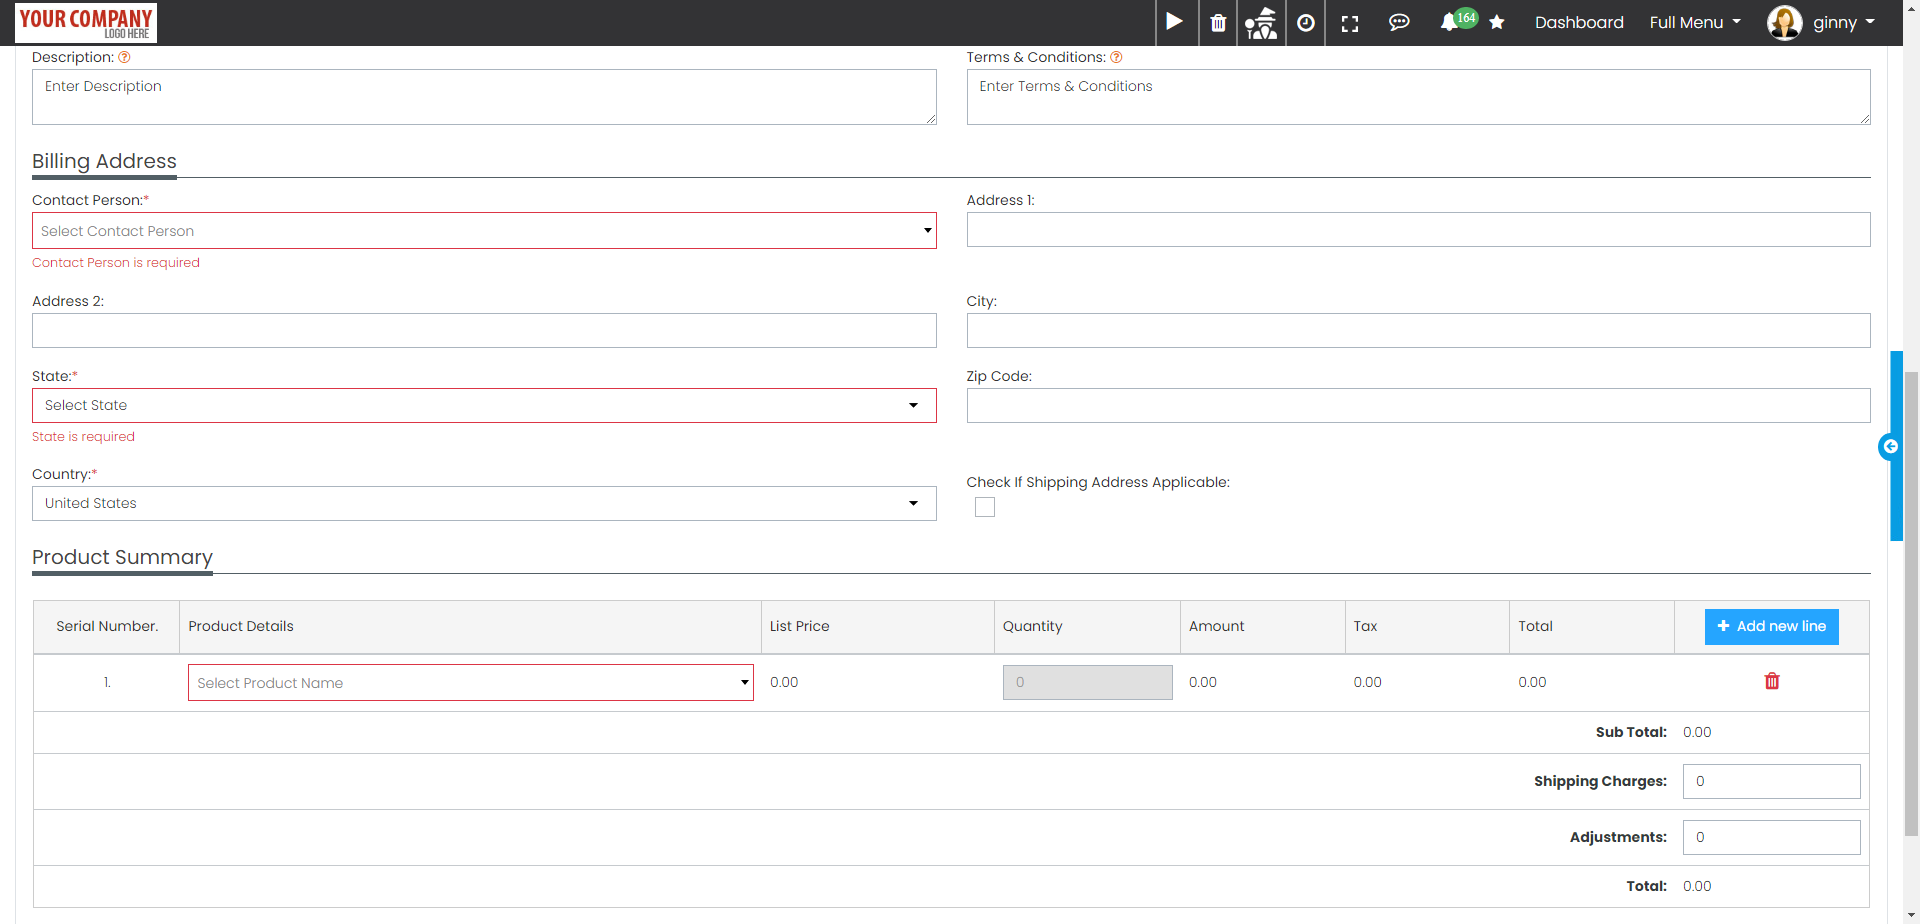 YOUR COMPANY
LOGO HERE
164
Dashboard
Full Menu
ginny
Description:
Terms & Conditions:
Enter Description
Enter Terms & Conditions
Billing Address
Contact Person:*
Address 1:
Select Contact Person
Contact Person is required
Address 2:
City:
State:*
Zip Code:
Select State
State is required
Country:*
Check If Shipping Address Applicable:
United States
Product Summary
Serial Number. Product Details List Price Quantity Amount Tax Total Add new line
1. Select Product Name 0.00 0 0.00 0.00 0.00
Sub Total: 0.00
Shipping Charges: 0
Adjustments: 0
Total: 0.00